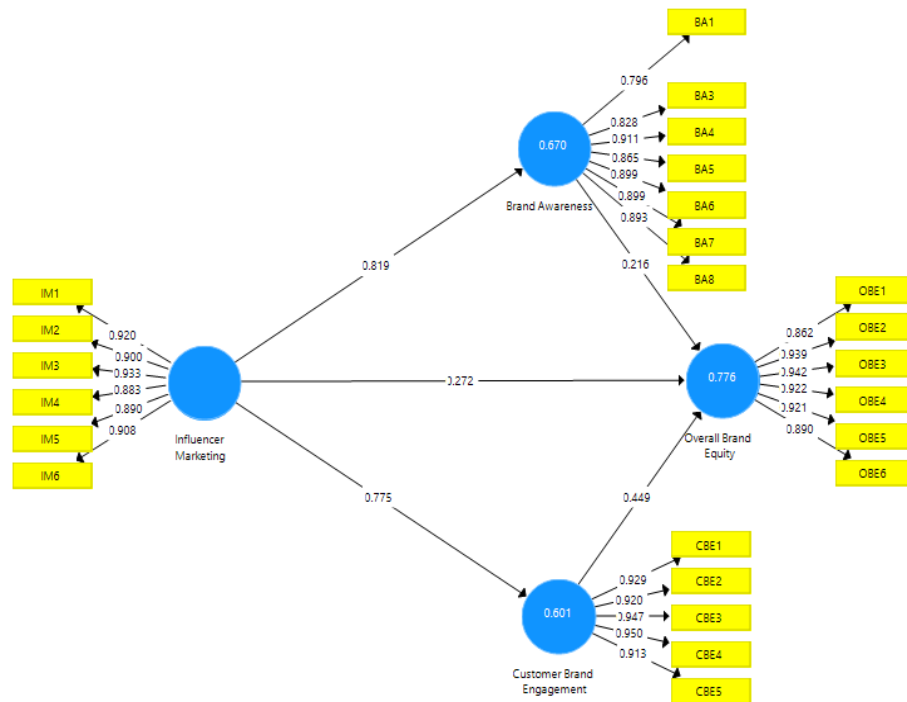 BA1
0.796
BA3
0.828
BA4
0.911
0.670
0.865
BA5
0.899
BA6
Brand Awareness
0.899
0.893
BA7
0.216
BA8
0.819
IM1
0.920
IM2
0.900
IM3
0.933
0.883
IM4
0.890
IM5
0.908
IM6
Influencer
Marketing
0.272
OBE1
0.862
OBE2
0.939
0.942
OBE3
0.776
0.922
OBE4
0.921
0.890
OBE5
OBE6
Overall Brand
Equity
0.775
0.449
CBE1
0.929
CBE2
0.920
0.601
0.947
CBE3
0.950
CBE4
0.913
CBE5
Customer Brand
Engagement